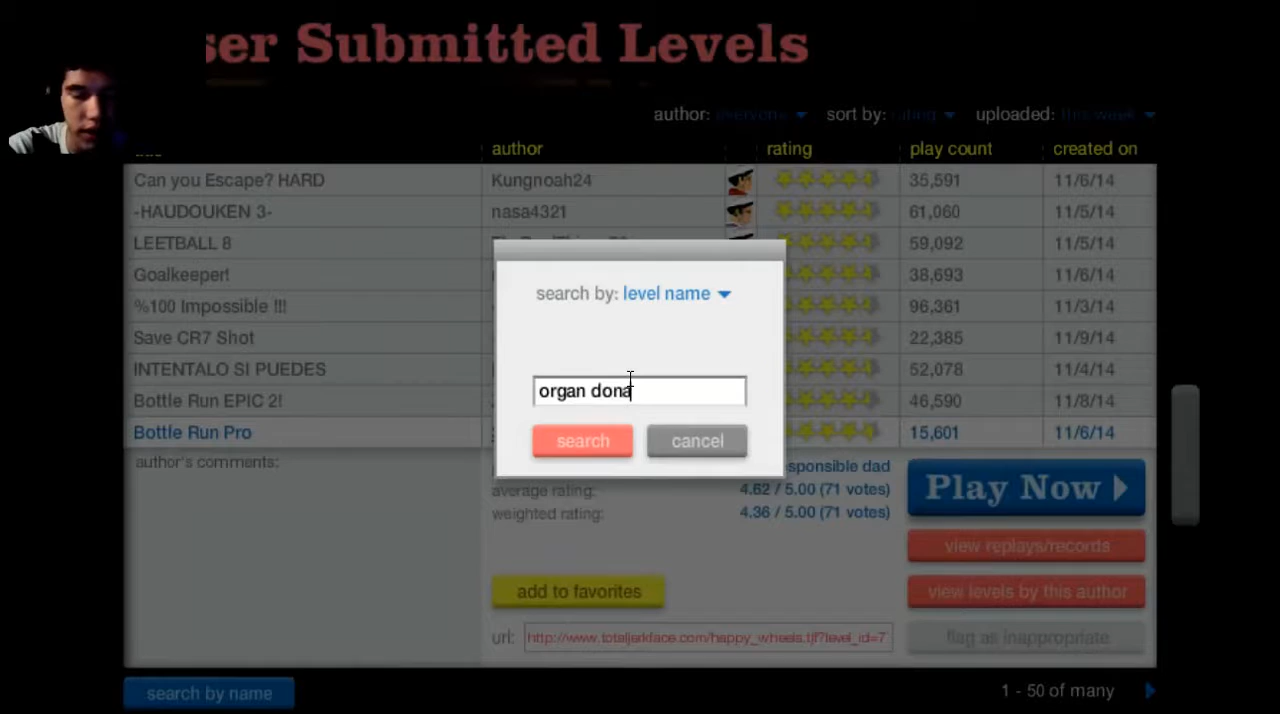 ser Submitted Levels
author: everyone sort by: rating uploaded: this week
author rating play count created on
Can you Escape? HARD Kungnoah24 35,591 11/6/14
-HAUDOUKEN 3- nasa4321 61,060 11/5/14
LEETBALL 8 59,092 11/5/14
Goalkeeper! 38,693 11/6/14
%100 Impossible !!! 96,361 11/3/14
Save CR7 Shot 22,385 11/9/14
INTENTALO SI PUEDES 52,078 11/4/14
Bottle Run EPIC 2! 46,590 11/8/14
Bottle Run Pro 15,601 11/6/14
search by: level name
organ dona
search cancel
author's comments: sponsible dad
average rating: 4.62 / 5.00 (71 votes)
weighted rating: 4.36 / 5.00 (71 votes)
Play Now
view replays/records
add to favorites view levels by this author
url: http://www.totaljerkface.com/happy_wheels.tjf?level_id=7 flag as inappropriate
search by name 1 - 50 of many